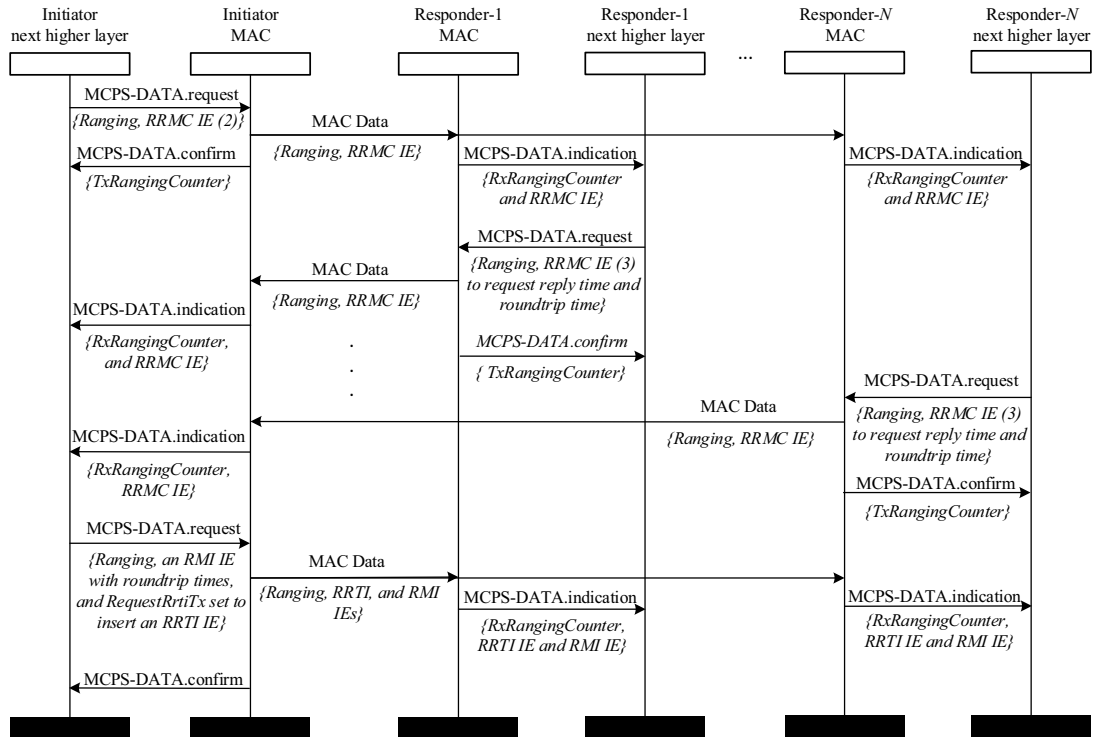 Initiator
next higher layer
Initiator
MAC
Responder-1
MAC
Responder-1
next higher layer
...
Responder-N
MAC
Responder-N
next higher layer
MCPS-DATA.request
{Ranging, RRMC IE (2)}
MAC Data
{Ranging, RRMC IE}
MCPS-DATA.confirm
{TxRangingCounter}
MCPS-DATA.indication
{RxRangingCounter
and RRMC IE}
MCPS-DATA.indication
{RxRangingCounter
and RRMC IE}
MCPS-DATA.request
{Ranging, RRMC IE (3)
to request reply time and
roundtrip time}
MAC Data
{Ranging, RRMC IE}
MCPS-DATA.indication
{RxRangingCounter,
and RRMC IE}
.
.
.
MCPS-DATA.confirm
{ TxRangingCounter}
MCPS-DATA.request
{Ranging, RRMC IE (3)
to request reply time and
roundtrip time}
MAC Data
{Ranging, RRMC IE}
MCPS-DATA.indication
{RxRangingCounter,
RRMC IE}
MCPS-DATA.confirm
{TxRangingCounter}
MCPS-DATA.request
{Ranging, an RMI IE
with roundtrip times,
and RequestRrtiTx set to
insert an RRTI IE}
MAC Data
{Ranging, RRTI, and RMI
IEs}
MCPS-DATA.indication
{RxRangingCounter,
RRTI IE and RMI IE}
MCPS-DATA.indication
{RxRangingCounter,
RRTI IE and RMI IE}
MCPS-DATA.confirm